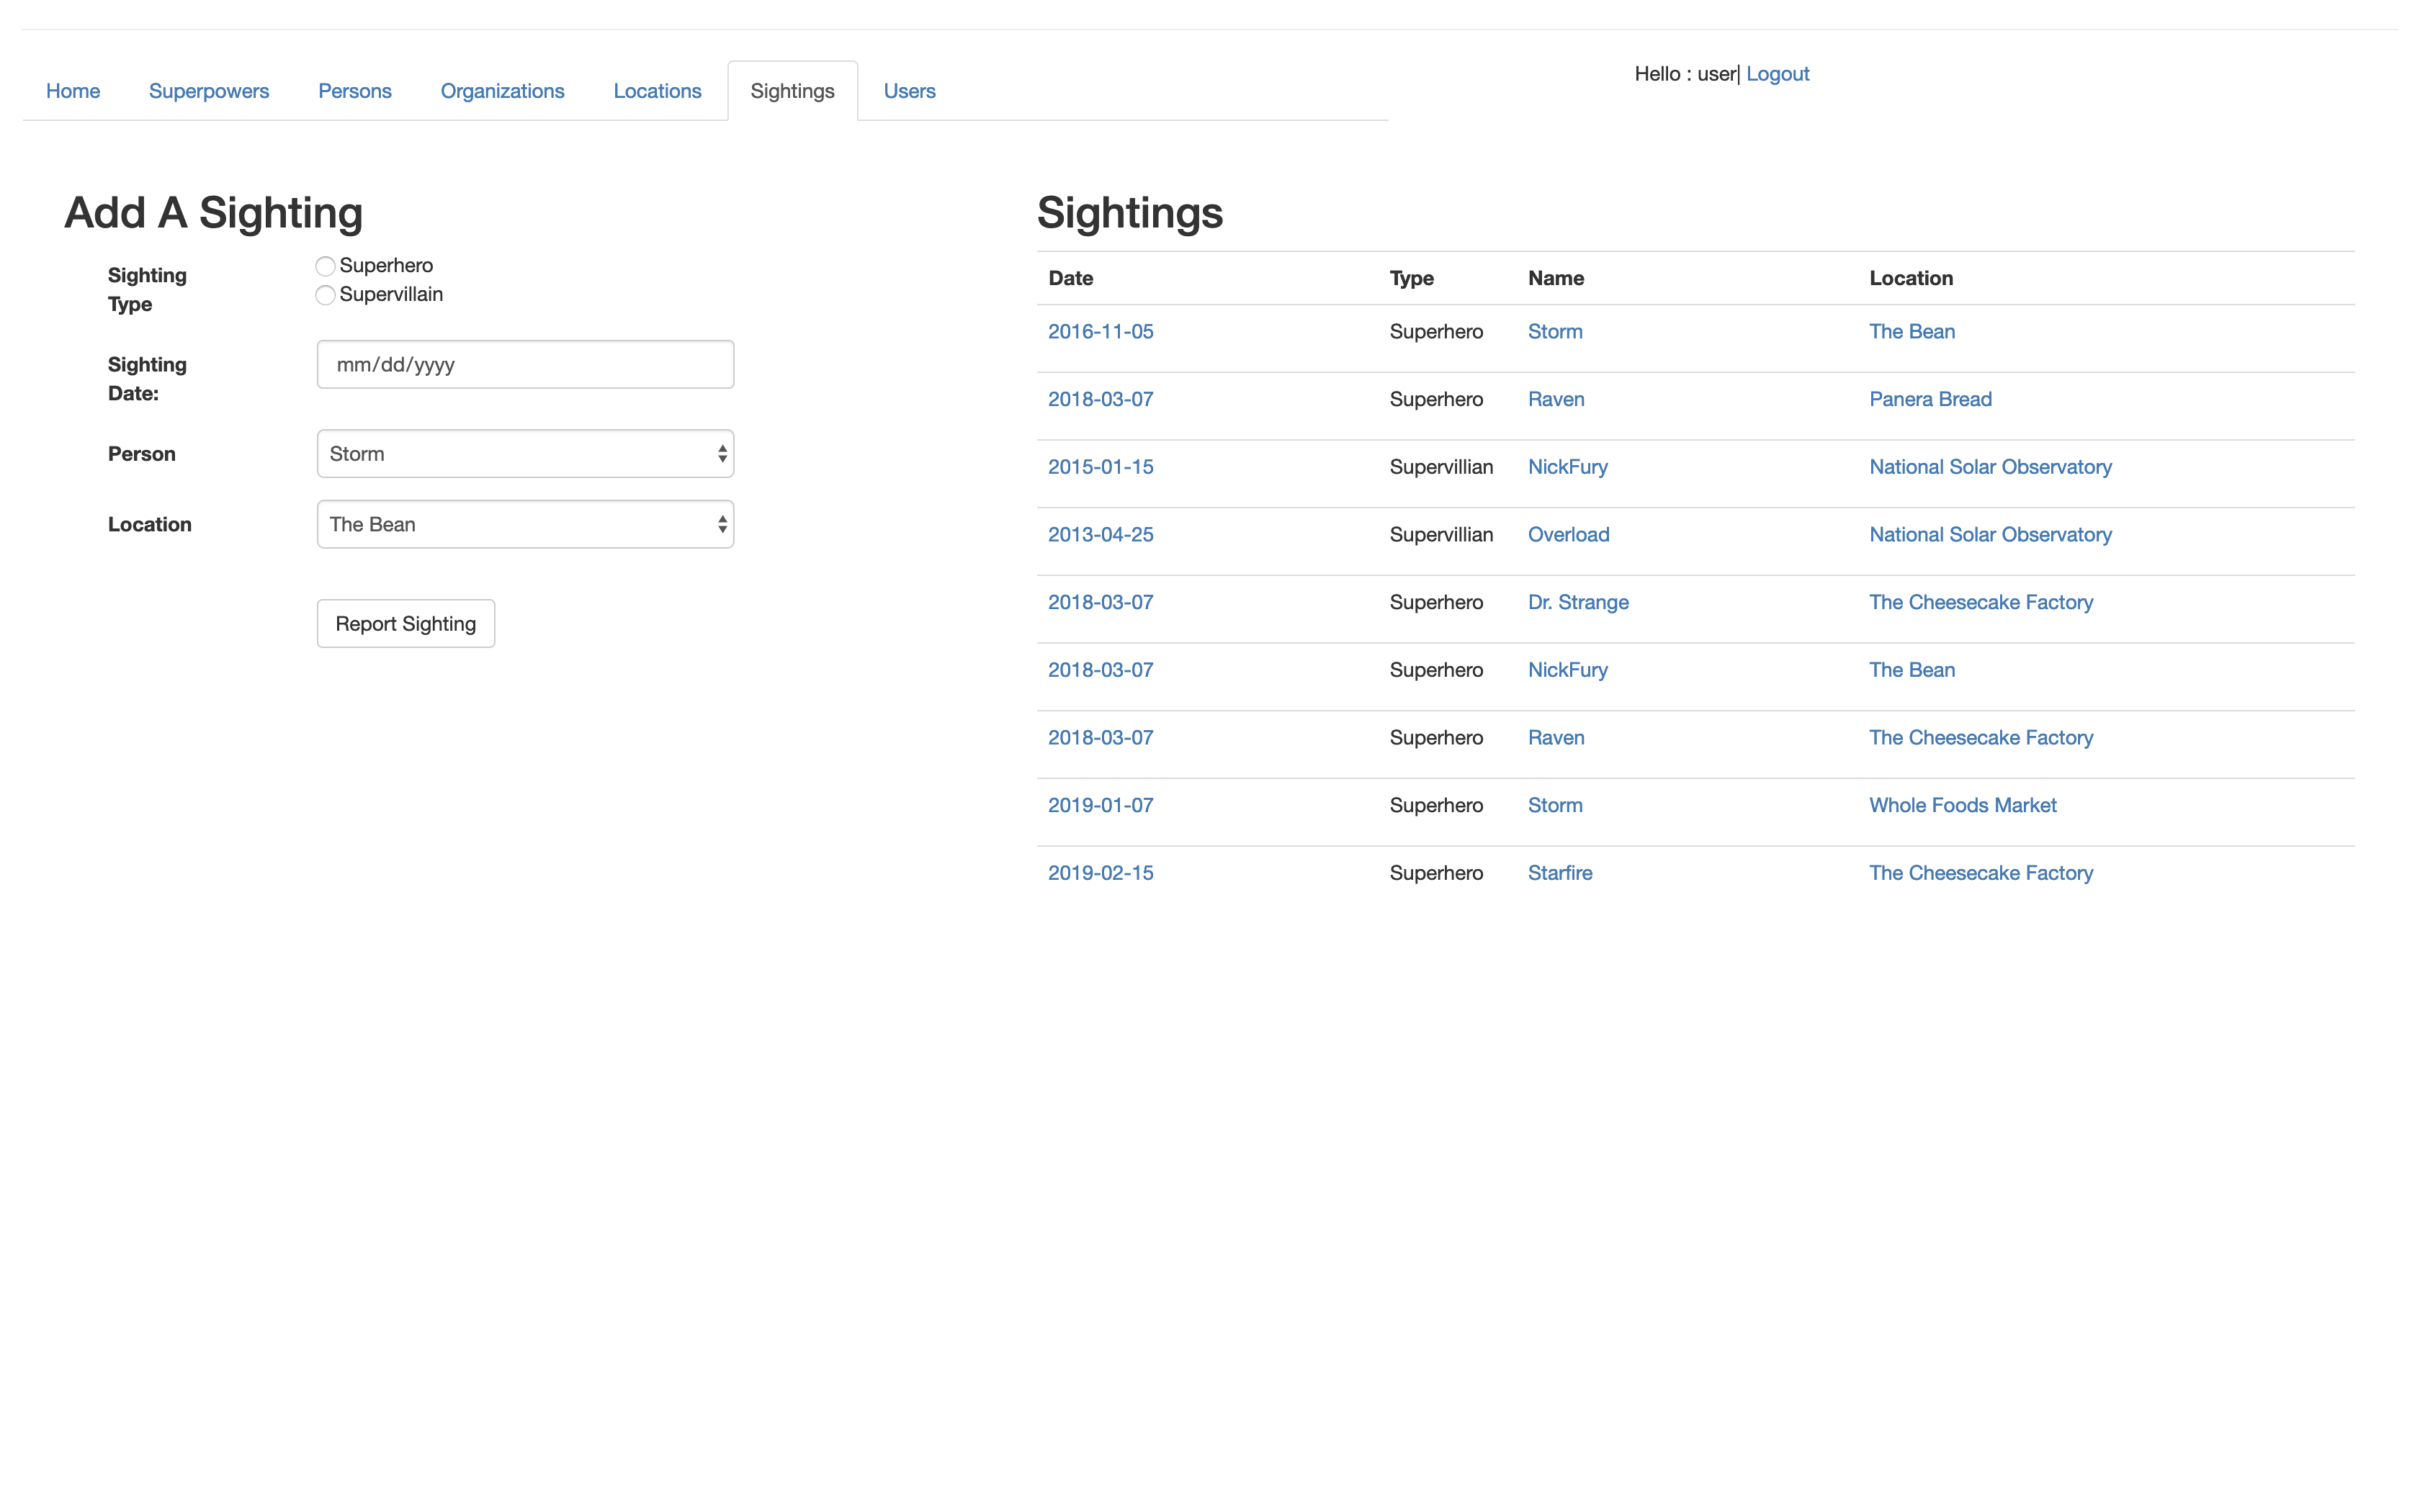 Home Superpowers Persons Organizations Locations Sightings Users
Hello : user| Logout
Add A Sighting
Sighting
Type
Superhero
Supervillain
Sighting
Date:
mm/dd/yyyy
Person
Storm
Location
The Bean
Report Sighting
Sightings
Date Type Name Location
2016-11-05 Superhero Storm The Bean
2018-03-07 Superhero Raven Panera Bread
2015-01-15 Supervillian NickFury National Solar Observatory
2013-04-25 Supervillian Overload National Solar Observatory
2018-03-07 Superhero Dr. Strange The Cheesecake Factory
2018-03-07 Superhero NickFury The Bean
2018-03-07 Superhero Raven The Cheesecake Factory
2019-01-07 Superhero Storm Whole Foods Market
2019-02-15 Superhero Starfire The Cheesecake Factory